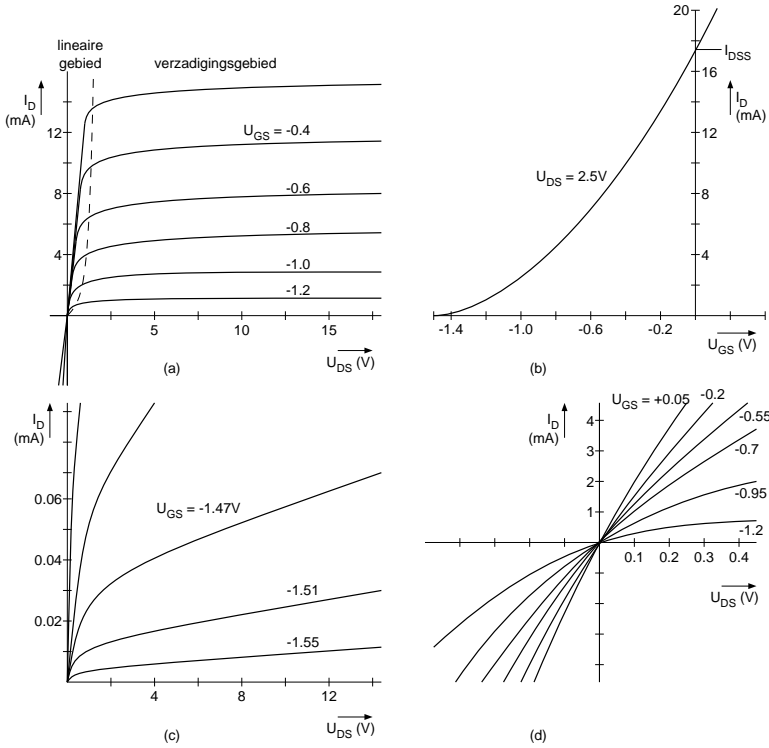 lineaire
gebied
verzadigingsgebied
I_D
(mA)
12
8
4
U_GS = -0.4
-0.6
-0.8
-1.0
-1.2
5
10
15
U_DS (V)
(a)
20
16
12
8
4
I_DSS
I_D
(mA)
U_DS = 2.5V
-1.4
-1.0
-0.6
-0.2
U_GS (V)
(b)
I_D
(mA)
0.06
0.04
0.02
U_GS = -1.47V
-1.51
-1.55
4
8
12
U_DS (V)
(c)
I_D
(mA)
4
3
2
1
U_GS = +0.05
-0.2
-0.55
-0.7
-0.95
-1.2
0.1
0.2
0.3
0.4
U_DS (V)
(d)